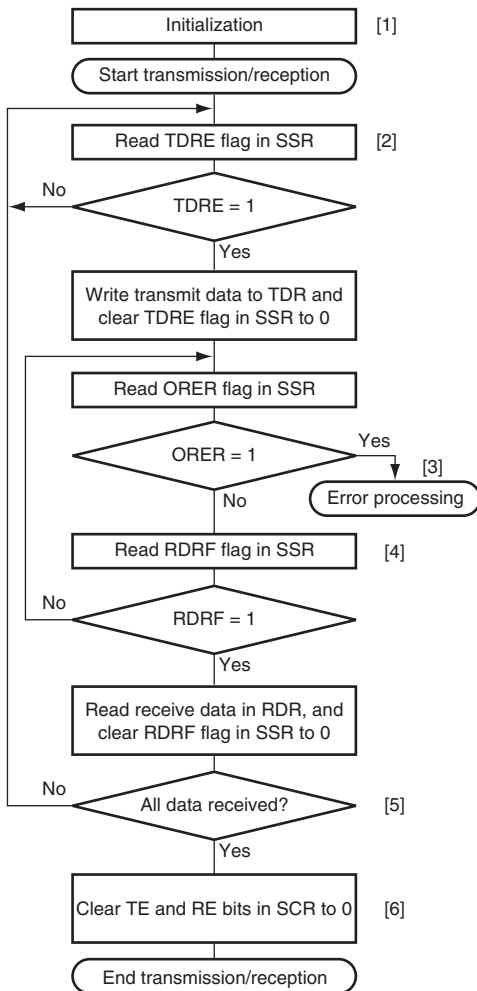 Initialization [1]
Start transmission/reception
Read TDRE flag in SSR [2]
No
TDRE = 1
Yes
Write transmit data to TDR and
clear TDRE flag in SSR to 0
Read ORER flag in SSR
Yes
ORER = 1
[3]
Error processing
No
Read RDRF flag in SSR [4]
No
RDRF = 1
Yes
Read receive data in RDR, and
clear RDRF flag in SSR to 0
No
All data received? [5]
Yes
Clear TE and RE bits in SCR to 0 [6]
End transmission/reception